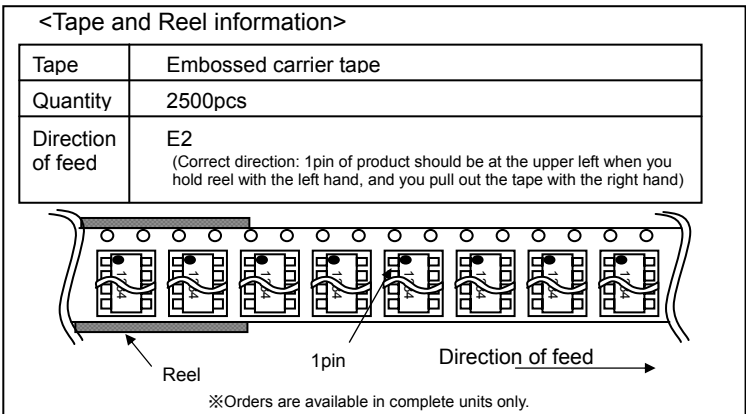 <Tape and Reel information>
Tape Embossed carrier tape
Quantity 2500pcs
Direction of feed E2
(Correct direction: 1pin of product should be at the upper left when you
hold reel with the left hand, and you pull out the tape with the right hand)
Reel
1pin
Direction of feed
※Orders are available in complete units only.